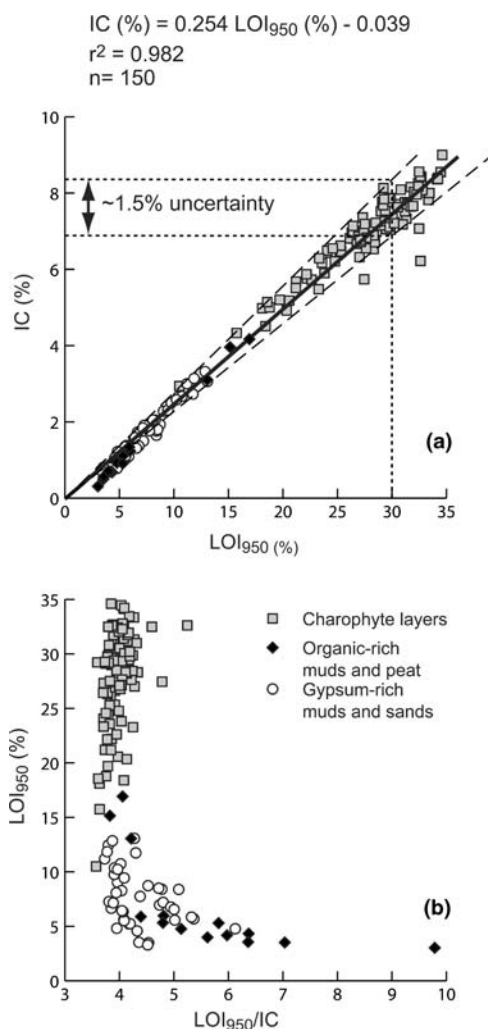 IC (%) = 0.254 LOI950 (%) - 0.039
r2 = 0.982
n= 150
10
8
6
4
2
0
IC (%)
~1.5% uncertainty
(a)
0 5 10 15 20 25 30 35
LOI950 (%)
35
30
25
20
15
10
5
0
LOI950 (%)
Charophyte layers
Organic-rich
muds and peat
Gypsum-rich
muds and sands
(b)
3 4 5 6 7 8 9 10
LOI950/IC